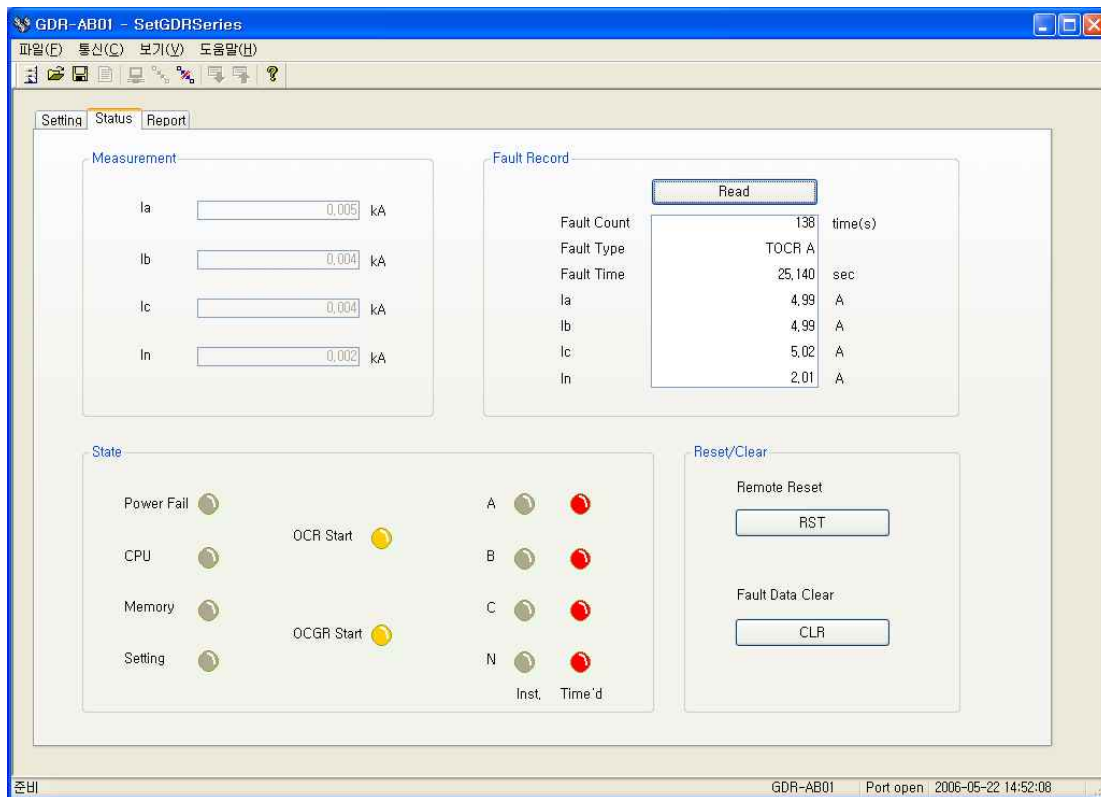 GDR-AB01 - SetGDRSeries
파일(F) 통신(C) 보기(V) 도움말(H)
Setting Status Report
Measurement
Ia 0,005 kA
Ib 0,004 kA
Ic 0,004 kA
In 0,002 kA
Fault Record
Read
Fault Count 138 time(s)
Fault Type TOCR A
Fault Time 25,140 sec
Ia 4,99 A
Ib 4,99 A
Ic 5,02 A
In 2,01 A
State
Power Fail
CPU
Memory
Setting
OCR Start
OCGR Start
A
B
C
N
Inst, Time'd
Reset/Clear
Remote Reset
RST
Fault Data Clear
CLR
준비 GDR-AB01 Port open 2006-05-22 14:52:08